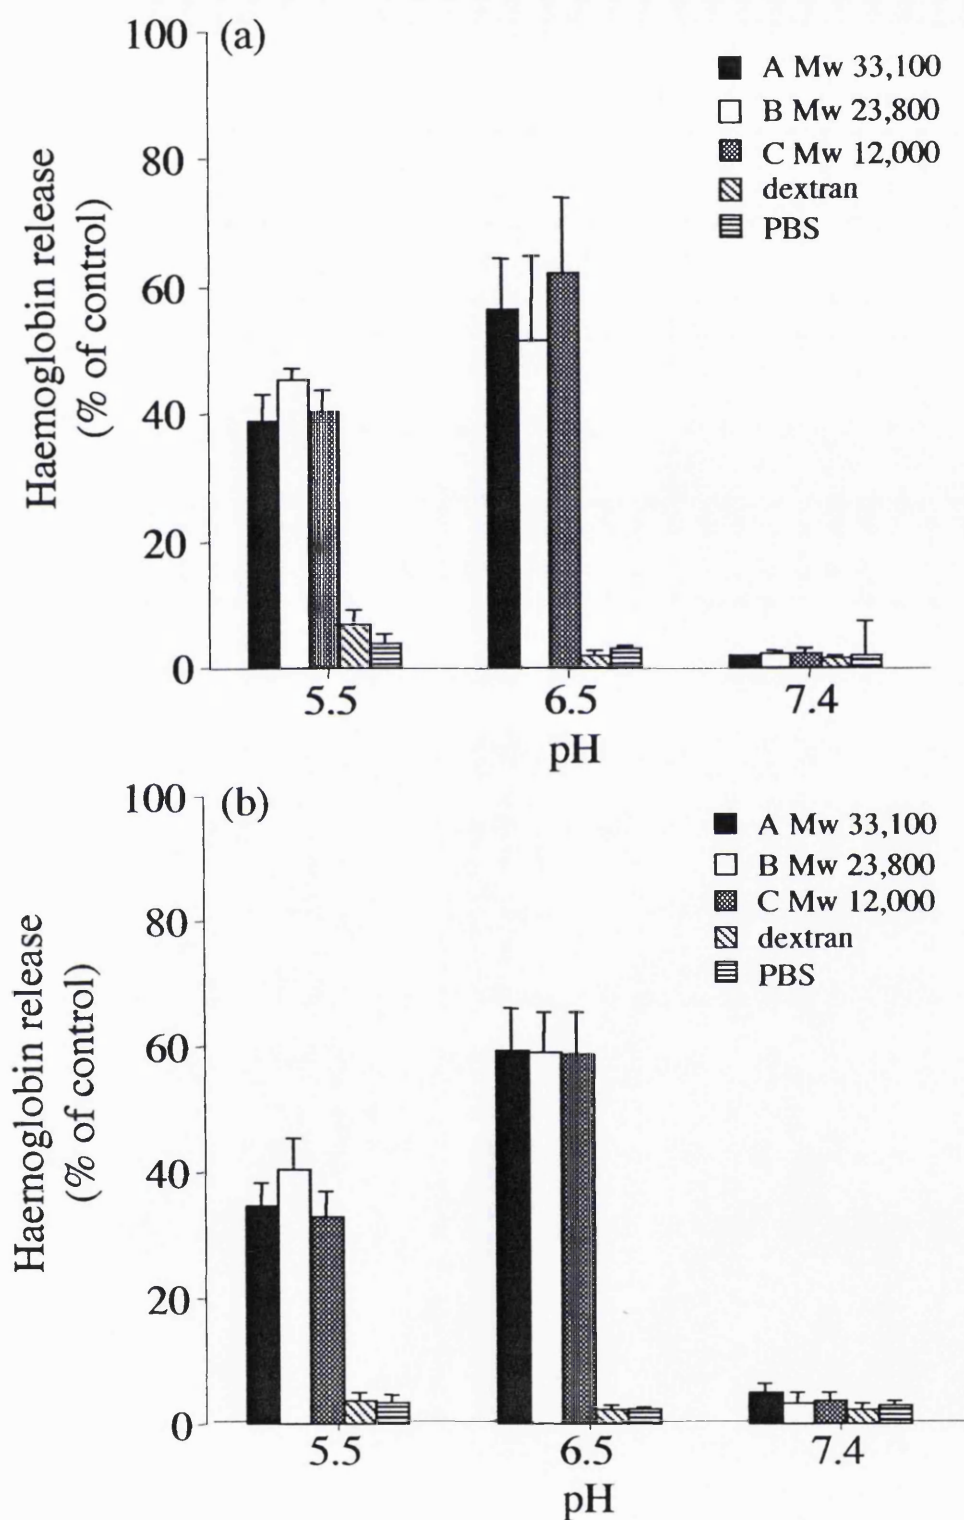 (a)
Haemoglobin release
(% of control)
100
80
60
40
20
0
A Mw 33,100
B Mw 23,800
C Mw 12,000
dextran
PBS
5.5 6.5 7.4
pH
(b)
Haemoglobin release
(% of control)
100
80
60
40
20
0
A Mw 33,100
B Mw 23,800
C Mw 12,000
dextran
PBS
5.5 6.5 7.4
pH